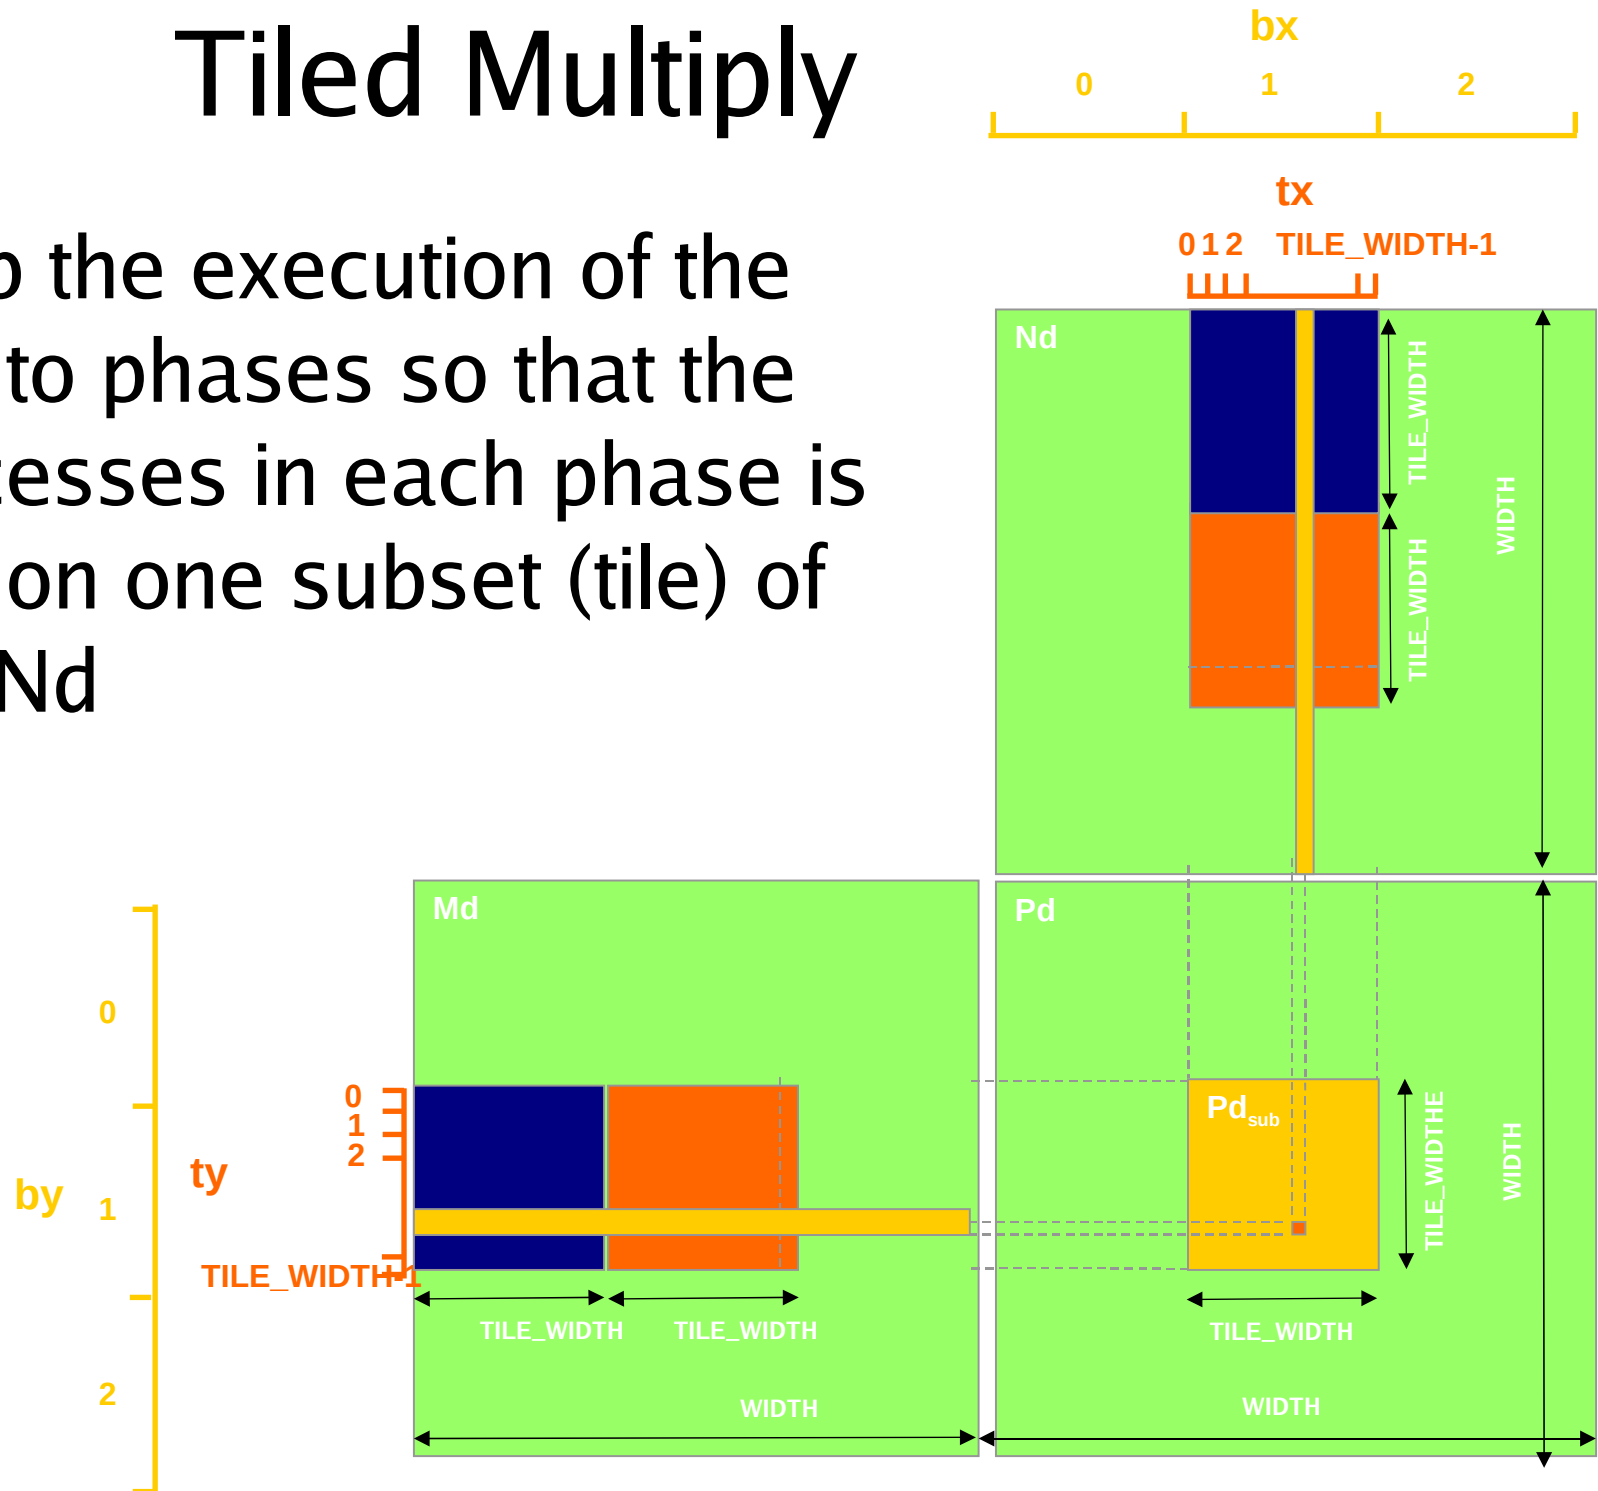 Tiled Multiply
the execution of the
to phases so that the
esses in each phase is
on one subset (tile) of
Nd
bx
0 1 2
tx
0 1 2 TILE_WIDTH-1
Nd
TILE_WIDTH
TILE_WIDTH
WIDTH
Md
Pd
by
0
1
2
ty
0
1
2
TILE_WIDTH-1
TILE_WIDTH TILE_WIDTH
WIDTH
Pdsub
TILE_WIDTHE
WIDTH
TILE_WIDTH
WIDTH